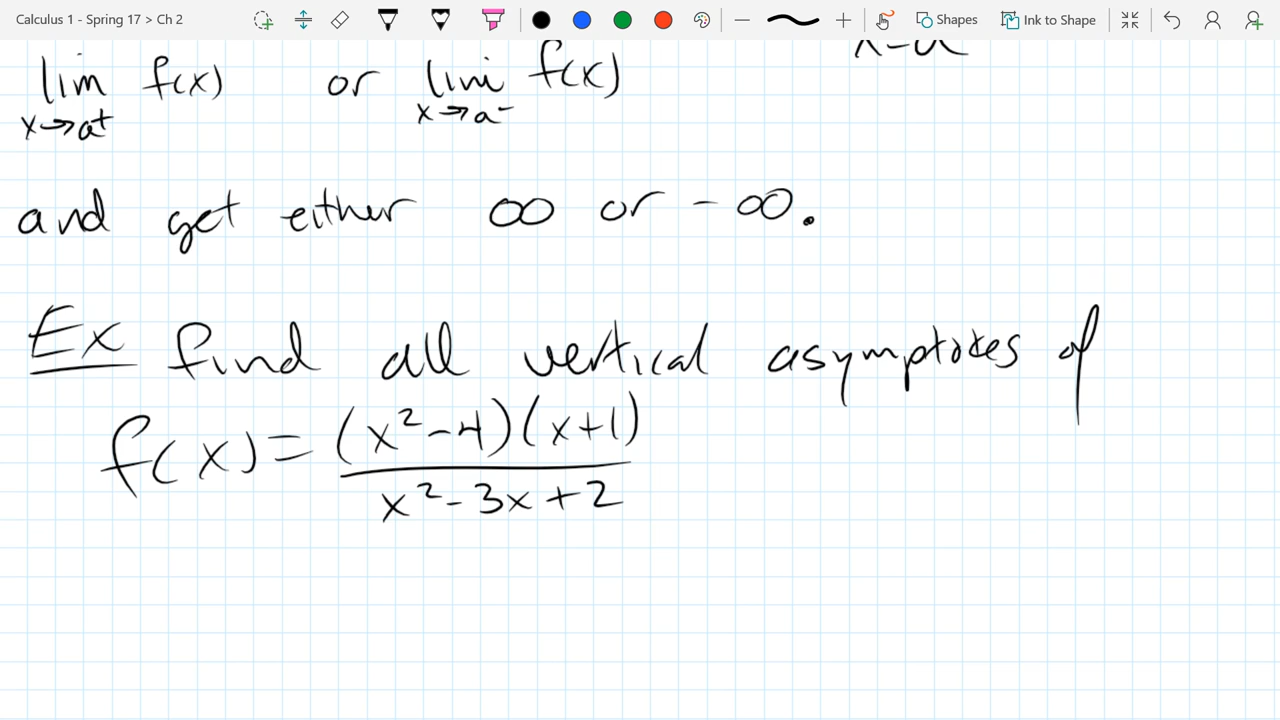 Calculus 1 - Spring 17 > Ch 2
Shapes
Ink to Shape
lim f(x) or lim f(x)
x→a⁺ x→a⁻
and get either ∞ or -∞.
Ex find all vertical asymptotes of
f(x) = (x²-4)(x+1)
x²-3x+2